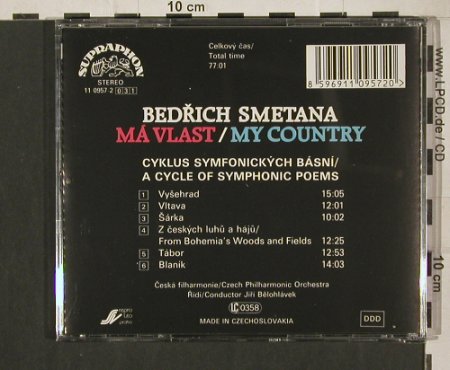 10 cm
SUPRAPHON
STEREO
11 0957-2 031
Celkový čas/
Total time
77:01
8 596911 095720 >
BEDŘICH SMETANA
MÁ VLAST / MY COUNTRY
CYKLUS SYMFONICKÝCH BÁSNÍ/
A CYCLE OF SYMPHONIC POEMS
1 Vyšehrad 15:05
2 Vltava 12:01
3 Šárka 10:02
4 Z českých luhů a hájů/
From Bohemia's Woods and Fields 12:25
5 Tábor 12:53
6 Blaník 14:03
Česká filharmonie/Czech Philharmonic Orchestra
Řídí/Conductor Jiří Bělohlávek
LC 0358
MADE IN CZECHOSLOVAKIA
DDD
www.LPCD.de / CD
10 cm